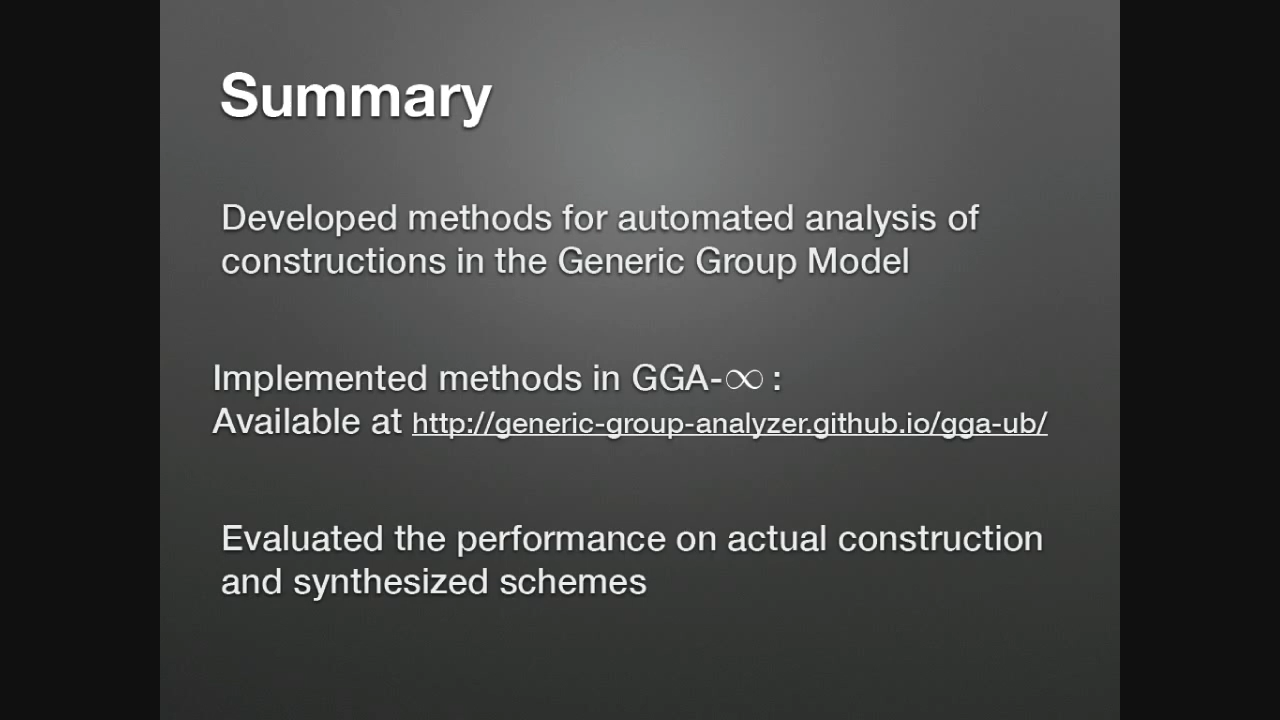 Summary
Developed methods for automated analysis of
constructions in the Generic Group Model
Implemented methods in GGA-∞ :
Available at http://generic-group-analyzer.github.io/gga-ub/
Evaluated the performance on actual construction
and synthesized schemes